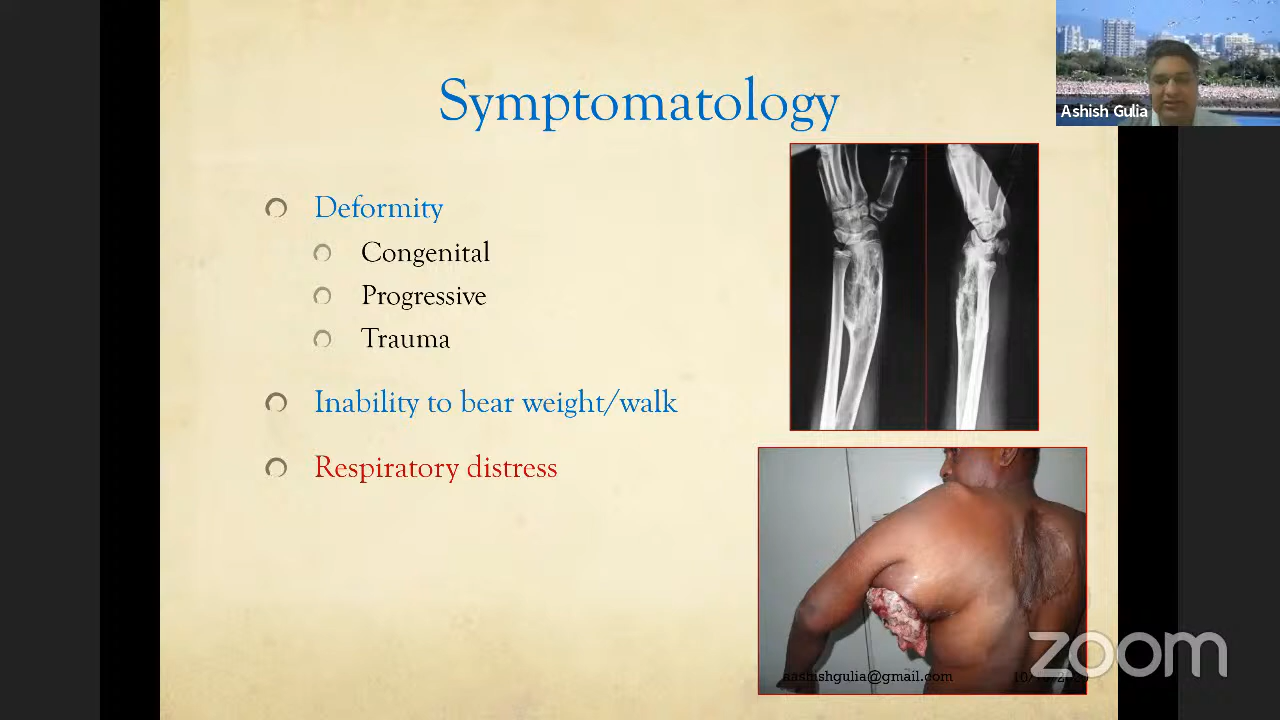 Symptomatology
Ashish Gulia
Deformity
Congenital
Progressive
Trauma
Inability to bear weight/walk
Respiratory distress
zoom
aashishgulia@gmail.com